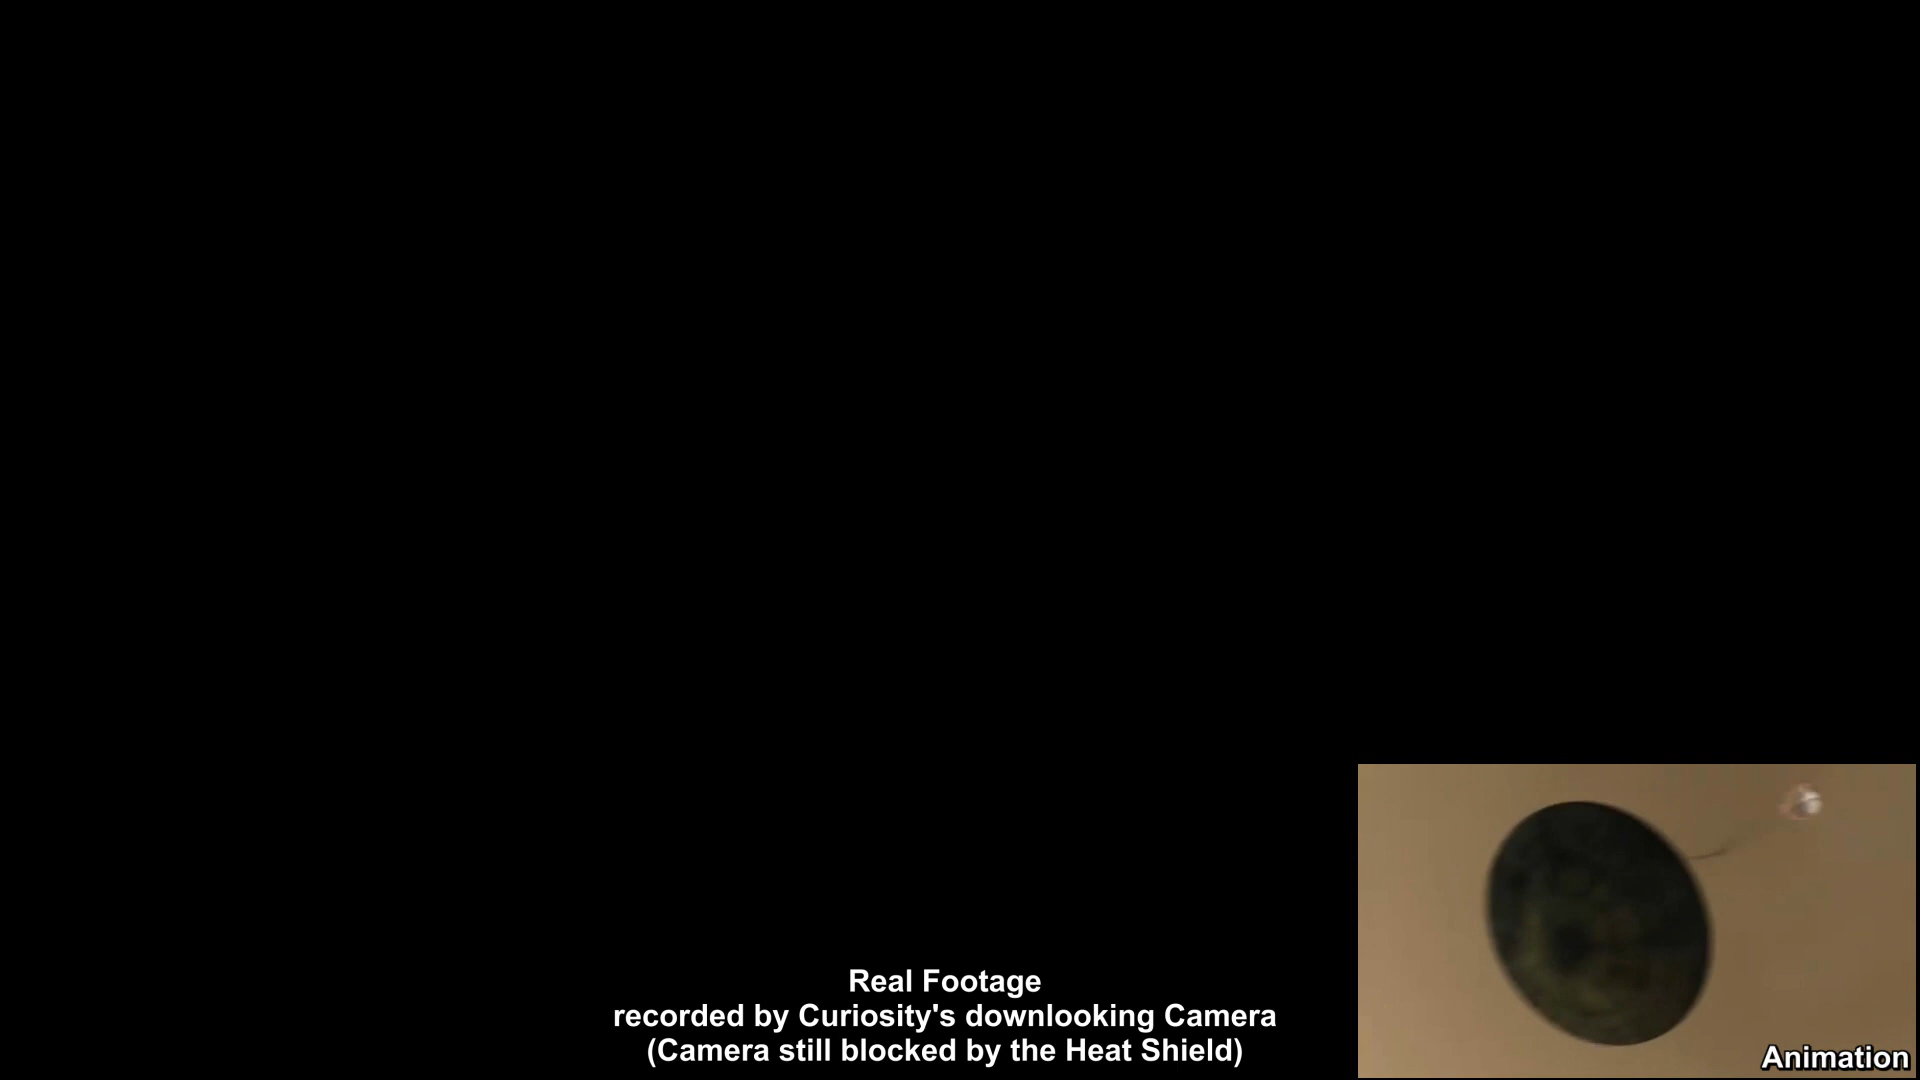 Real Footage
recorded by Curiosity's downlooking Camera
(Camera still blocked by the Heat Shield)
Animation